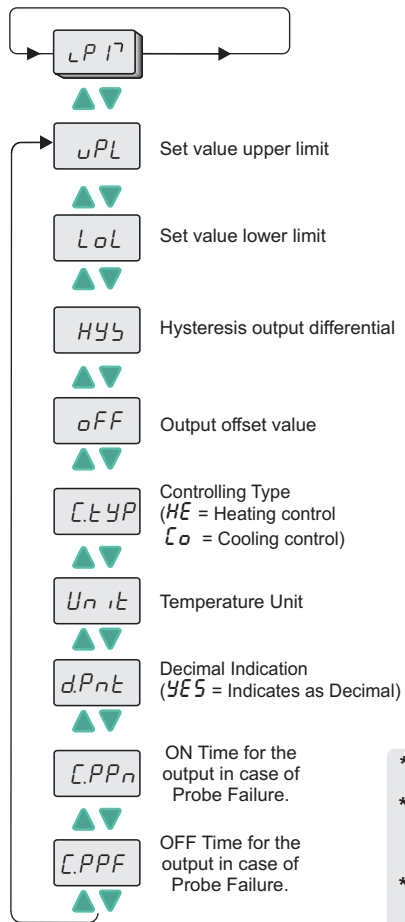 uPL
Set value upper limit
LoL
Set value lower limit
HYS
Hysteresis output differential
oFF
Output offset value
C.tYP
Controlling Type
(HE = Heating control
Co = Cooling control)
Unit
Temperature Unit
d.Pnt
Decimal Indication
(YES = Indicates as Decimal)
C.PPn
ON Time for the
output in case of
Probe Failure.
C.PPF
OFF Time for the
output in case of
Probe Failure.
*
*
*